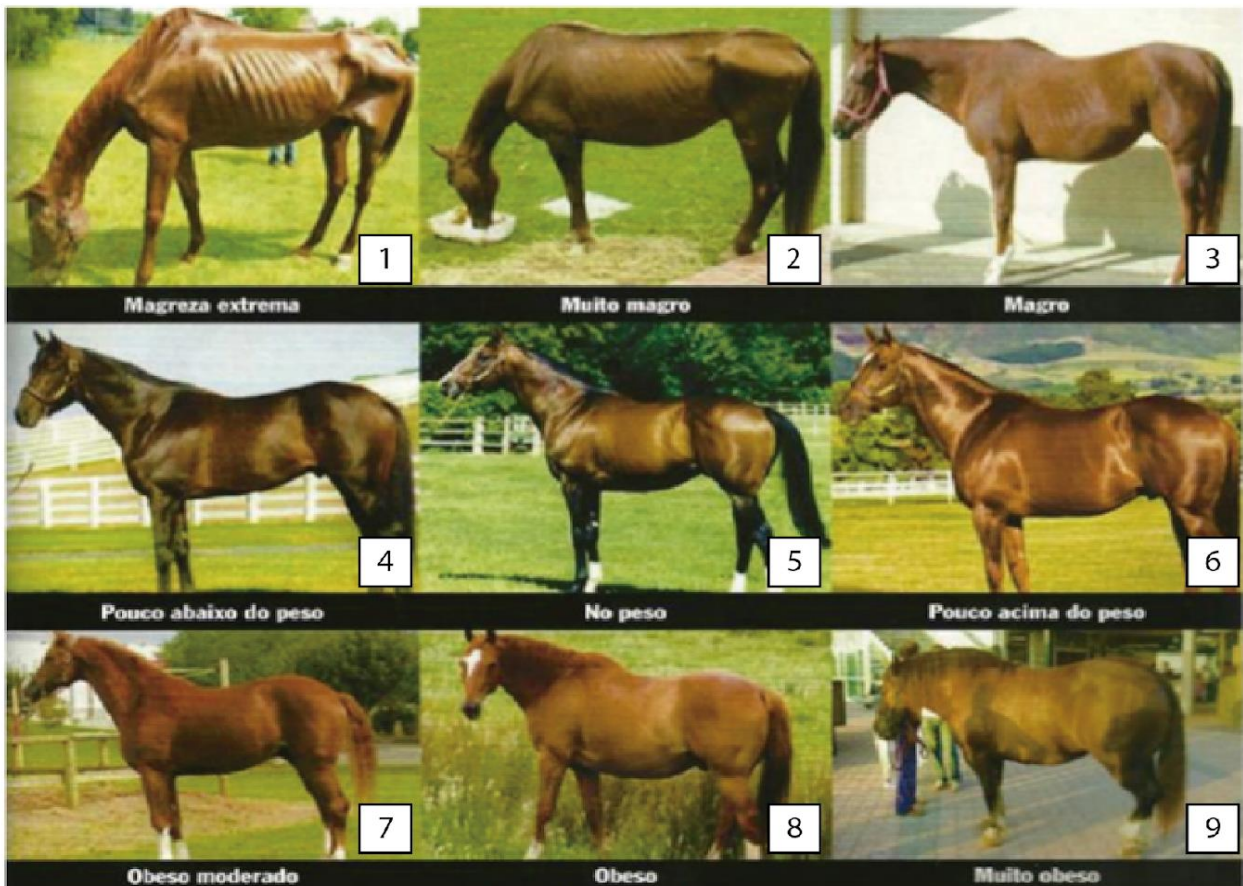 1
2
3
Magreza extrema
Muito magro
Magro
4
5
6
Pouco abaixo do peso
No peso
Pouco acima do peso
7
8
9
Obeso moderado
Obeso
Muito obeso